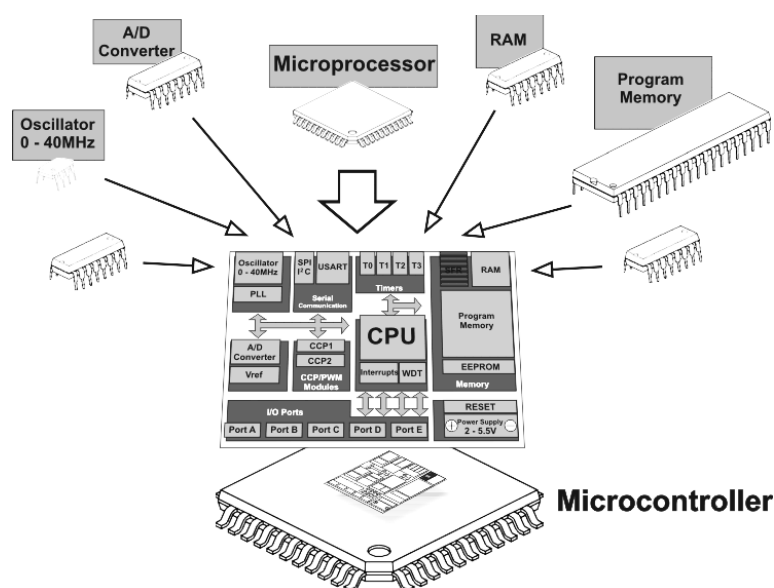 A/D
Converter
Microprocessor
RAM
Program
Memory
Oscillator
0 - 40MHz
Oscillator
0 - 40MHz
PLL
SPI
I²C
USART
Serial
Communication
T0
T1
T2
T3
Timers
SFR
RAM
Program
Memory
EEPROM
Memory
A/D
Converter
Vref
CCP1
CCP2
CCP/PWM
Modules
CPU
Interrupts
WDT
I/O Ports
Port A
Port B
Port C
Port D
Port E
RESET
Power Supply
2 - 5.5V
Microcontroller